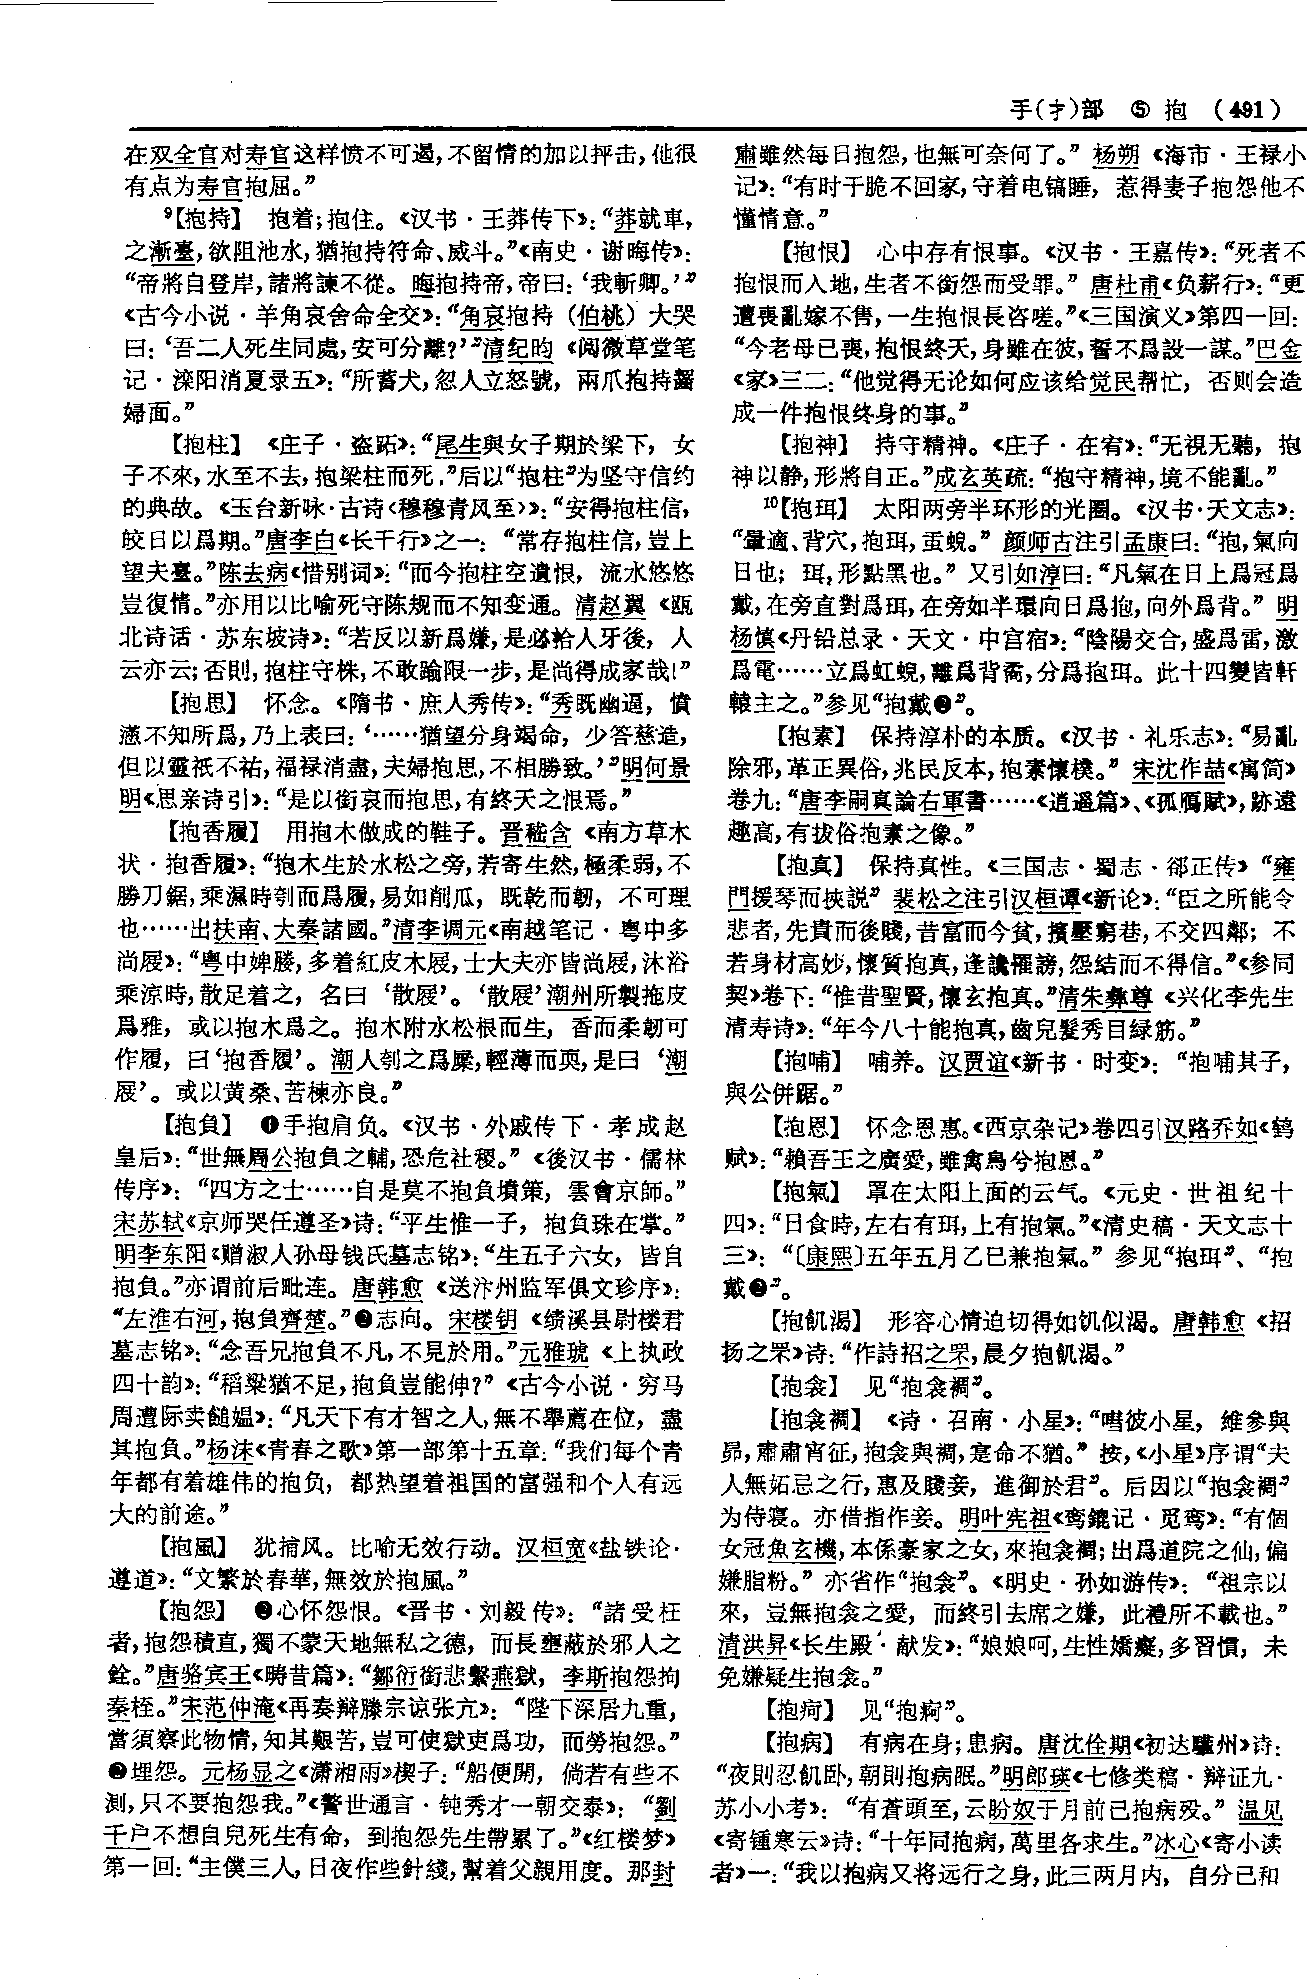 手(扌)部 ⑤ 抱 (491)
在双全官对寿官这样愤不可遏,不留情的加以抨击,他很
有点为寿官抱屈。”
⁹【抱持】 抱着;抱住。《汉书·王莽传下》:“莽就車,
之漸臺,欲阻池水,猶抱持符命、威斗。”《南史·谢晦传》:
“帝將自登岸,諸將諫不從。晦抱持帝,帝曰:‘我斬卿。’”
《古今小说·羊角哀舍命全交》:“角哀抱持(伯桃)大哭
曰:‘吾二人死生同處,安可分離?’”清纪昀《阅微草堂笔
记·滦阳消夏录五》:“所蓄犬,忽人立怒號,兩爪抱持齧
婦面。”
【抱柱】 《庄子·盗跖》:“尾生與女子期於梁下,女
子不來,水至不去,抱梁柱而死。”后以“抱柱”为坚守信约
的典故。《玉台新咏·古诗〈穆穆青风至〉》:“安得抱柱信,
皎日以爲期。”唐李白《长干行》之一:“常存抱柱信,豈上
望夫臺。”陈去病《惜别词》:“而今抱柱空遺恨,流水悠悠
豈復情。”亦用以比喻死守陈规而不知变通。清赵翼《瓯
北诗话·苏东坡诗》:“若反以新爲嫌,是必拾人牙後,人
云亦云;否則,抱柱守株,不敢踰限一步,是尚得成家哉!”
【抱思】 怀念。《隋书·庶人秀传》:“秀既幽逼,憤
懣不知所爲,乃上表曰:‘……猶望分身竭命,少答慈造,
但以靈祇不祐,福禄消盡,夫婦抱思,不相勝致。’”明何景
明《思亲诗引》:“是以銜哀而抱思,有終天之恨焉。”
【抱香履】 用抱木做成的鞋子。晋嵇含《南方草木
状·抱香履》:“抱木生於水松之旁,若寄生然,極柔弱,不
勝刀鋸,乘濕時刳而爲履,易如削瓜,既乾而韌,不可理
也……出扶南、大秦諸國。”清李调元《南越笔记·粤中多
尚屐》:“粤中婢媵,多着紅皮木屐,士大夫亦皆尚屐,沐浴
乘涼時,散足着之,名曰‘散屐’。‘散屐’潮州所製拖皮
爲雅,或以抱木爲之。抱木附水松根而生,香而柔韌可
作履,曰‘抱香履’。潮人刳之爲屧,輕薄而耎,是曰‘潮
屐’。或以黄桑、苦楝亦良。”
【抱負】 ❶手抱肩负。《汉书·外戚传下·孝成赵
皇后》:“世無周公抱負之輔,恐危社稷。”《後汉书·儒林
传序》:“四方之士……自是莫不抱負墳策,雲會京師。”
宋苏轼《京师哭任遵圣》诗:“平生惟一子,抱負珠在掌。”
明李东阳《赠淑人孙母钱氏墓志铭》:“生五子六女,皆自
抱負。”亦谓前后毗连。唐韩愈《送汴州监军俱文珍序》:
“左淮右河,抱負齊楚。”❷志向。宋楼钥《绩溪县尉楼君
墓志铭》:“念吾兄抱負不凡,不見於用。”元雅琥《上执政
四十韵》:“稻粱猶不足,抱負豈能伸?”《古今小说·穷马
周遭际卖䭔媪》:“凡天下有才智之人,無不舉薦在位,盡
其抱負。”杨沫《青春之歌》第一部第十五章:“我们每个青
年都有着雄伟的抱负,都热望着祖国的富强和个人有远
大的前途。”
【抱風】 犹捕风。比喻无效行动。汉桓宽《盐铁论·
遵道》:“文繁於春華,無效於抱風。”
【抱怨】 ❶心怀怨恨。《晋书·刘毅传》:“諸受枉
者,抱怨積直,獨不蒙天地無私之德,而長壅蔽於邪人之
銓。”唐骆宾王《畴昔篇》:“鄒衍銜悲繫燕獄,李斯抱怨拘
秦桎。”宋范仲淹《再奏辩滕宗谅张亢》:“陛下深居九重,
當須察此物情,知其艱苦,豈可使獄吏爲功,而勞抱怨。”
❷埋怨。元杨显之《潇湘雨》楔子:“船便開,倘若有些不
測,只不要抱怨我。”《警世通言·钝秀才一朝交泰》:“劉
千户不想自兒死生有命,到抱怨先生帶累了。”《红楼梦》
第一回:“主僕三人,日夜作些針綫,幫着父親用度。那封
肅雖然每日抱怨,也無可奈何了。”杨朔《海市·王禄小
记》:“有时干脆不回家,守着电镐睡,惹得妻子抱怨他不
懂情意。”
【抱恨】 心中存有恨事。《汉书·王嘉传》:“死者不
抱恨而入地,生者不銜怨而受罪。”唐杜甫《负薪行》:“更
遭喪亂嫁不售,一生抱恨長咨嗟。”《三国演义》第四一回:
“今老母已喪,抱恨終天,身雖在彼,誓不爲設一謀。”巴金
《家》三二:“他觉得无论如何应该给觉民帮忙,否则会造
成一件抱恨终身的事。”
【抱神】 持守精神。《庄子·在宥》:“无視无聽,抱
神以静,形將自正。”成玄英疏:“抱守精神,境不能亂。”
¹⁰【抱珥】 太阳两旁半环形的光圈。《汉书·天文志》:
“暈適、背穴,抱珥,䖝蜺。”颜师古注引孟康曰:“抱,氣向
日也;珥,形點黑也。”又引如淳曰:“凡氣在日上爲冠爲
戴,在旁直對爲珥,在旁如半環向日爲抱,向外爲背。”明
杨慎《丹铅总录·天文·中宫宿》:“陰陽交合,盛爲雷,激
爲電……立爲虹蜺,離爲背矞,分爲抱珥。此十四變皆軒
轅主之。”参见“抱戴❷”。
【抱素】 保持淳朴的本质。《汉书·礼乐志》:“易亂
除邪,革正異俗,兆民反本,抱素懷樸。”宋沈作喆《寓简》
卷九:“唐李嗣真論右軍書……《逍遥篇》、《孤鴈賦》,跡遠
趣高,有拔俗抱素之像。”
【抱真】 保持真性。《三国志·蜀志·郤正传》“雍
門援琴而挾説”裴松之注引汉桓谭《新论》:“臣之所能令
悲者,先貴而後賤,昔富而今貧,擯壓窮巷,不交四鄰;不
若身材高妙,懷質抱真,逢讒罹謗,怨結而不得信。”《参同
契》卷下:“惟昔聖賢,懷玄抱真。”清朱彝尊《兴化李先生
清寿诗》:“年今八十能抱真,齒兒髮秀目緑筋。”
【抱哺】 哺养。汉贾谊《新书·时变》:“抱哺其子,
與公併踞。”
【抱恩】 怀念恩惠。《西京杂记》卷四引汉路乔如《鹤
赋》:“賴吾王之廣愛,雖禽鳥兮抱恩。”
【抱氣】 罩在太阳上面的云气。《元史·世祖纪十
四》:“日食時,左右有珥,上有抱氣。”《清史稿·天文志十
三》:“〔康熙〕五年五月乙巳兼抱氣。”参见“抱珥”、“抱
戴❷”。
【抱飢渴】 形容心情迫切得如饥似渴。唐韩愈《招
扬之罘》诗:“作詩招之罘,晨夕抱飢渴。”
【抱衾】 见“抱衾裯”。
【抱衾裯】 《诗·召南·小星》:“嘒彼小星,維參與
昴,肅肅宵征,抱衾與裯,寔命不猶。”按,《小星》序谓“夫
人無妬忌之行,惠及賤妾,進御於君”。后因以“抱衾裯”
为侍寝。亦借指作妾。明叶宪祖《鸾鎞记·觅鸾》:“有個
女冠魚玄機,本係豪家之女,來抱衾裯;出爲道院之仙,偏
嫌脂粉。”亦省作“抱衾”。《明史·孙如游传》:“祖宗以
來,豈無抱衾之愛,而終引去席之嫌,此禮所不載也。”
清洪昇《长生殿·献发》:“娘娘呵,生性嬌癡,多習慣,未
免嫌疑生抱衾。”
【抱疴】 见“抱痾”。
【抱病】 有病在身;患病。唐沈佺期《初达驩州》诗:
“夜則忍飢卧,朝則抱病眠。”明郎瑛《七修类稿·辩证九·
苏小小考》:“有蒼頭至,云盼奴于月前已抱病殁。”温见
《寄锺寒云》诗:“十年同抱病,萬里各求生。”冰心《寄小读
者》一:“我以抱病又将远行之身,此三两月内,自分已和